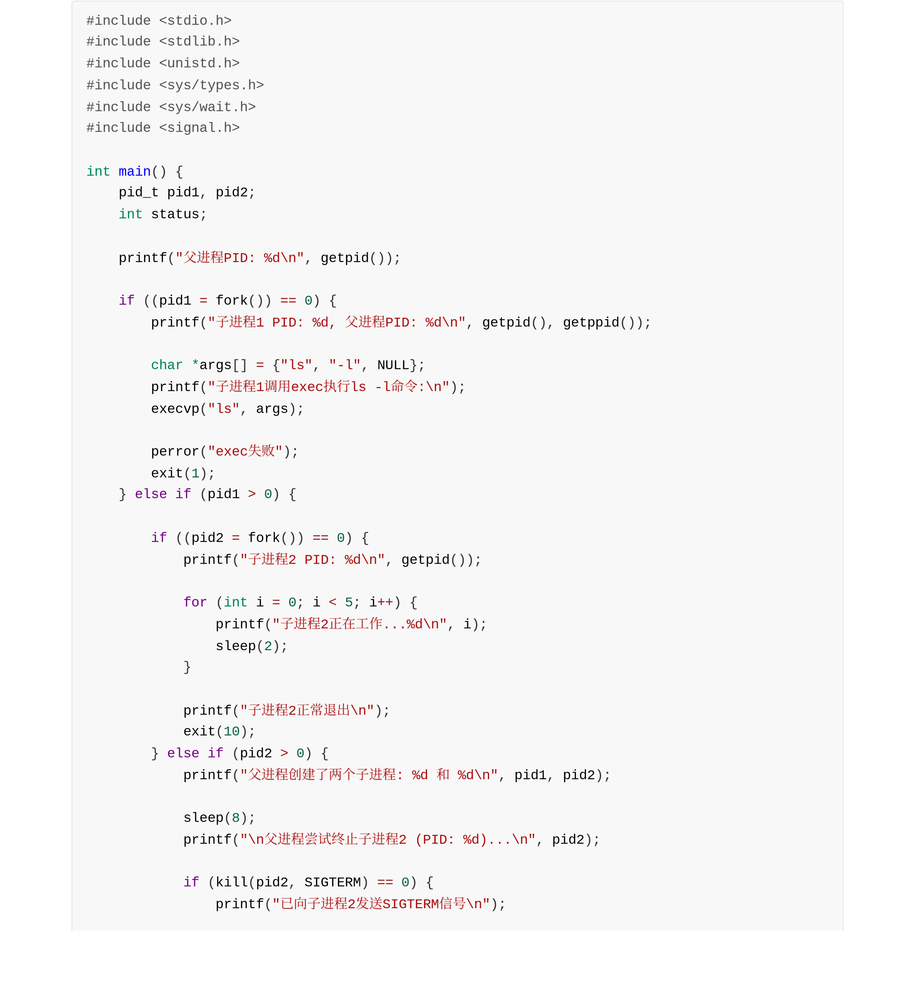 #include <stdio.h>
#include <stdlib.h>
#include <unistd.h>
#include <sys/types.h>
#include <sys/wait.h>
#include <signal.h>
int main() {
    pid_t pid1, pid2;
    int status;
    printf("父进程PID: %d\n", getpid());
    if ((pid1 = fork()) == 0) {
        printf("子进程1 PID: %d, 父进程PID: %d\n", getpid(), getppid());
        char *args[] = {"ls", "-l", NULL};
        printf("子进程1调用exec执行ls -l命令:\n");
        execvp("ls", args);
        perror("exec失败");
        exit(1);
    } else if (pid1 > 0) {
        if ((pid2 = fork()) == 0) {
            printf("子进程2 PID: %d\n", getpid());
            for (int i = 0; i < 5; i++) {
                printf("子进程2正在工作...%d\n", i);
                sleep(2);
            }
            printf("子进程2正常退出\n");
            exit(10);
        } else if (pid2 > 0) {
            printf("父进程创建了两个子进程: %d 和 %d\n", pid1, pid2);
            sleep(8);
            printf("\n父进程尝试终止子进程2 (PID: %d)...\n", pid2);
            if (kill(pid2, SIGTERM) == 0) {
                printf("已向子进程2发送SIGTERM信号\n");